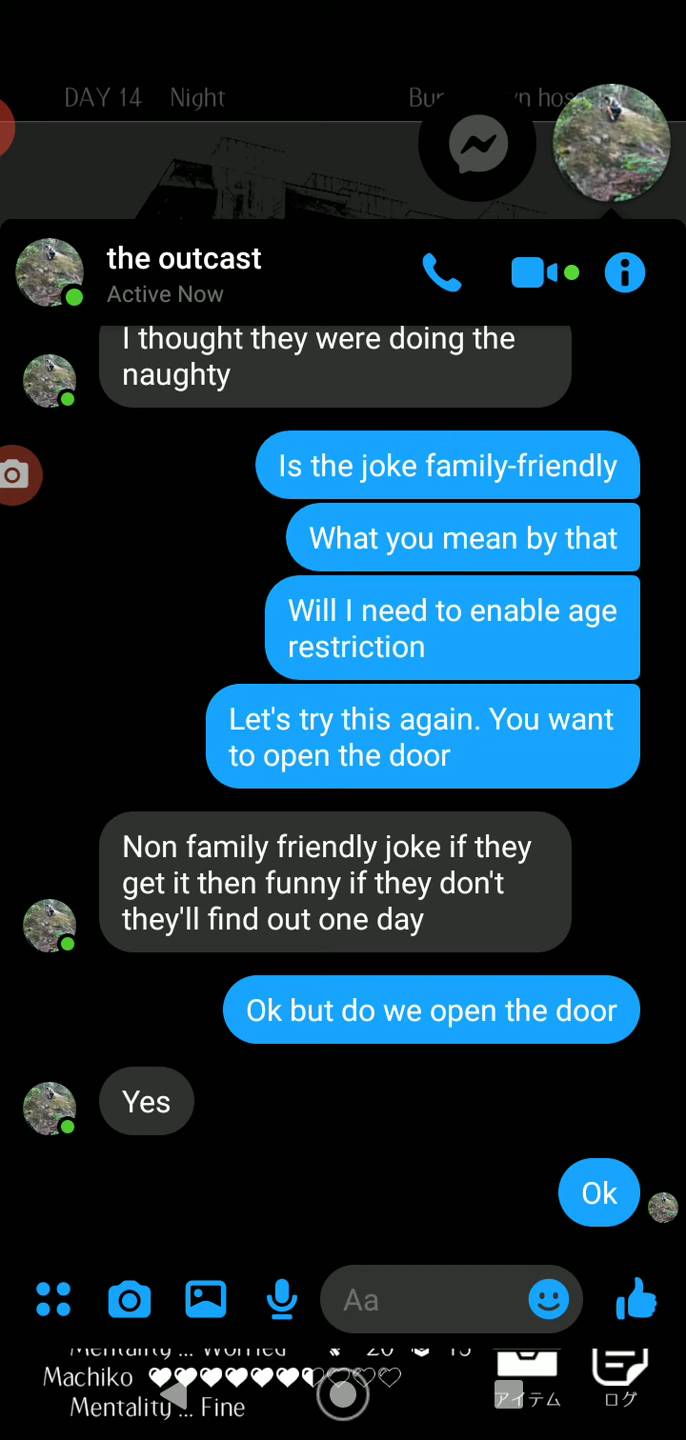 DAY 14 Night
the outcast
Active Now
I thought they were doing the
naughty
Is the joke family-friendly
What you mean by that
Will I need to enable age
restriction
Let's try this again. You want
to open the door
Non family friendly joke if they
get it then funny if they don't
they'll find out one day
Ok but do we open the door
Yes
Ok
Aa
Mentality ... Worried 20 15
Machiko
Mentality ... Fine
アイテム
ログ